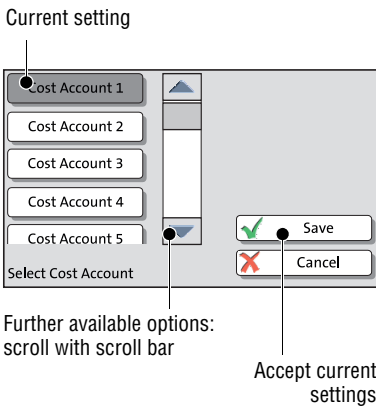 Current setting
Cost Account 1
Cost Account 2
Cost Account 3
Cost Account 4
Cost Account 5
Select Cost Account
Save
Cancel
Further available options:
scroll with scroll bar
Accept current
settings